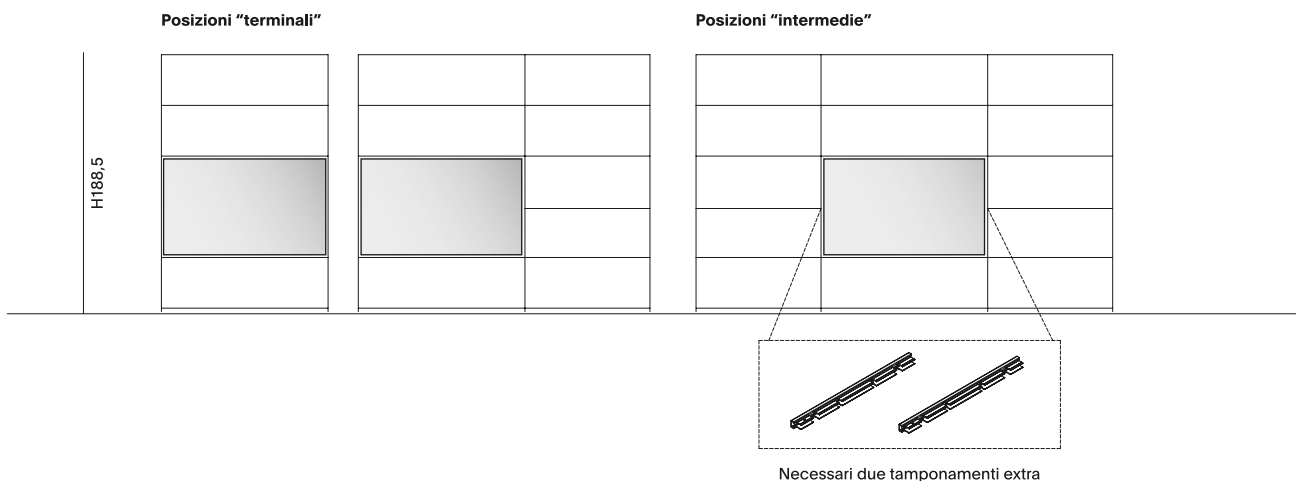 Posizioni “terminali”
Posizioni “intermedie”
H188,5
Necessari due tamponamenti extra